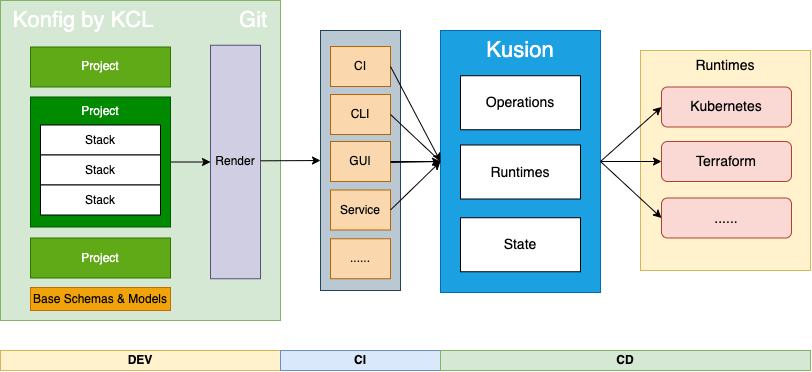 Konfig by KCL
Git
Project
Project
Stack
Stack
Stack
Project
Base Schemas & Models
Render
CI
CLI
GUI
Service
......
Kusion
Operations
Runtimes
State
Runtimes
Kubernetes
Terraform
......
DEV
CI
CD